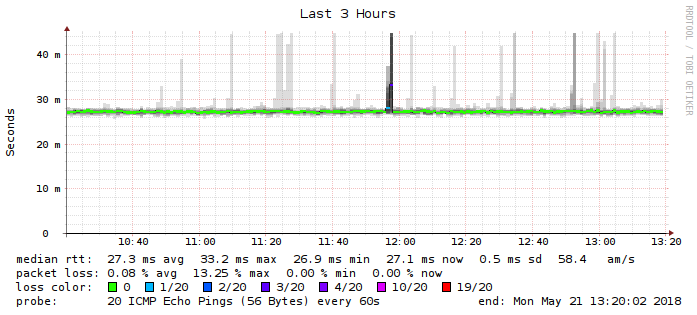 Last 3 Hours
RRDTOOL / TOBI OETIKER
Seconds
40 m
30 m
20 m
10 m
0
10:40 11:00 11:20 11:40 12:00 12:20 12:40 13:00 13:20
median rtt: 27.3 ms avg 33.2 ms max 26.9 ms min 27.1 ms now 0.5 ms sd 58.4 am/s
packet loss: 0.08 % avg 13.25 % max 0.00 % min 0.00 % now
loss color: 0 1/20 2/20 3/20 4/20 10/20 19/20
probe: 20 ICMP Echo Pings (56 Bytes) every 60s end: Mon May 21 13:20:02 2018